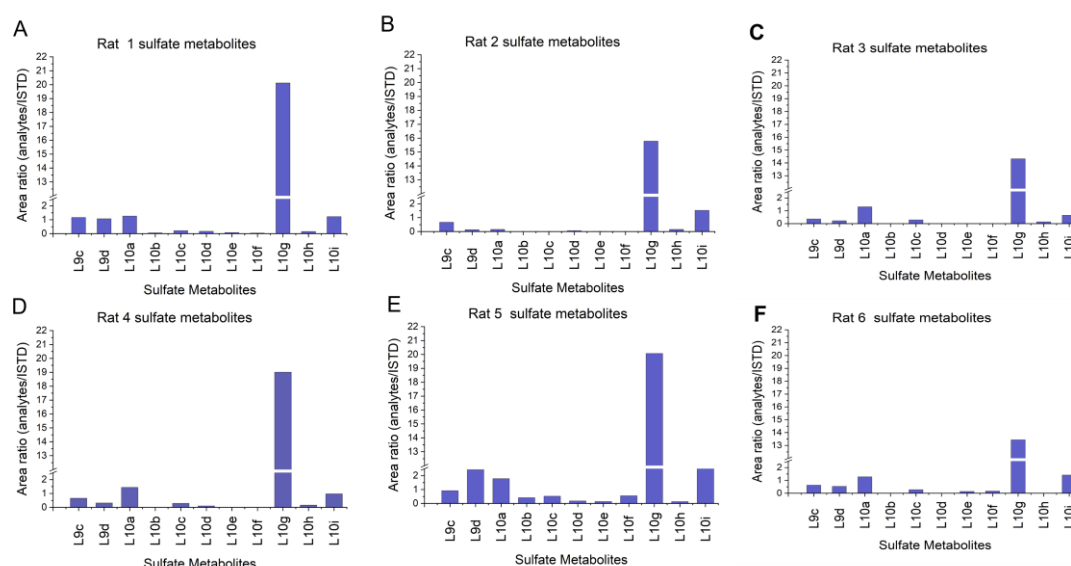 A
Rat 1 sulfate metabolites
Area ratio (analytes/ISTD)
22
21
20
19
18
17
16
15
14
13
2
1
0
L9c L9d L10a L10b L10c L10d L10e L10f L10g L10h L10i
Sulfate Metabolites
B
Rat 2 sulfate metabolites
Area ratio (analytes/ISTD)
22
21
20
19
18
17
16
15
14
13
2
1
0
L9c L9d L10a L10b L10c L10d L10e L10f L10g L10h L10i
Sulfate Metabolites
C
Rat 3 sulfate metabolites
Area ratio (analytes/ISTD)
22
21
20
19
18
17
16
15
14
13
2
1
0
L9c L9d L10a L10b L10c L10d L10e L10f L10g L10h L10i
Sulfate Metabolites
D
Rat 4 sulfate metabolites
Area ratio (analytes/ISTD)
22
21
20
19
18
17
16
15
14
13
2
1
0
L9c L9d L10a L10b L10c L10d L10e L10f L10g L10h L10i
Sulfate Metabolites
E
Rat 5 sulfate metabolites
Area ratio (analytes/ISTD)
22
21
20
19
18
17
16
15
14
13
2
1
0
L9c L9d L10a L10b L10c L10d L10e L10f L10g L10h L10i
Sulfate Metabolites
F
Rat 6 sulfate metabolites
Area ratio (analytes/ISTD)
22
21
20
19
18
17
16
15
14
13
2
1
0
L9c L9d L10a L10b L10c L10d L10e L10f L10g L10h L10i
Sulfate Metabolites